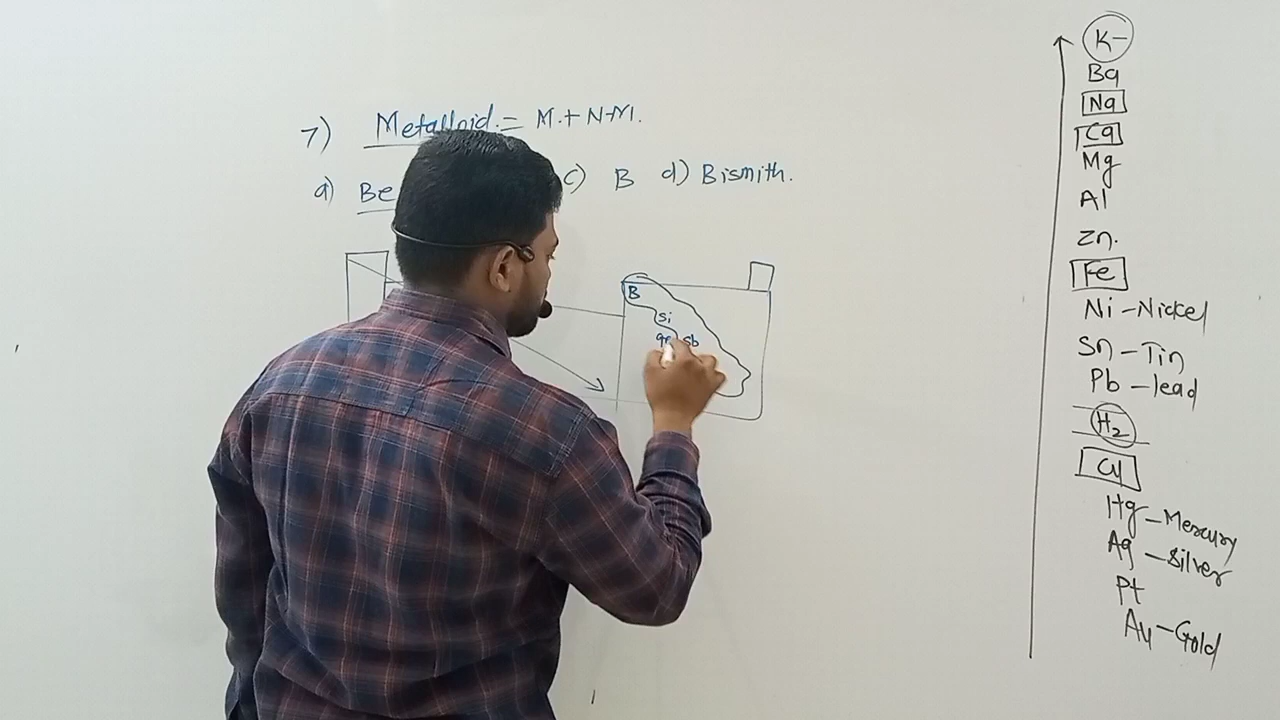 7) Metalloid = M + N-M.
a) Be c) B d) Bismith.
B
Si
Ge Sb
K
Ba
Na
Ca
Mg
Al
Zn.
Fe
Ni - Nickel
Sn - Tin
Pb - lead
H2
Cu
Hg - Mercury
Ag - Silver
Pt
Au - Gold